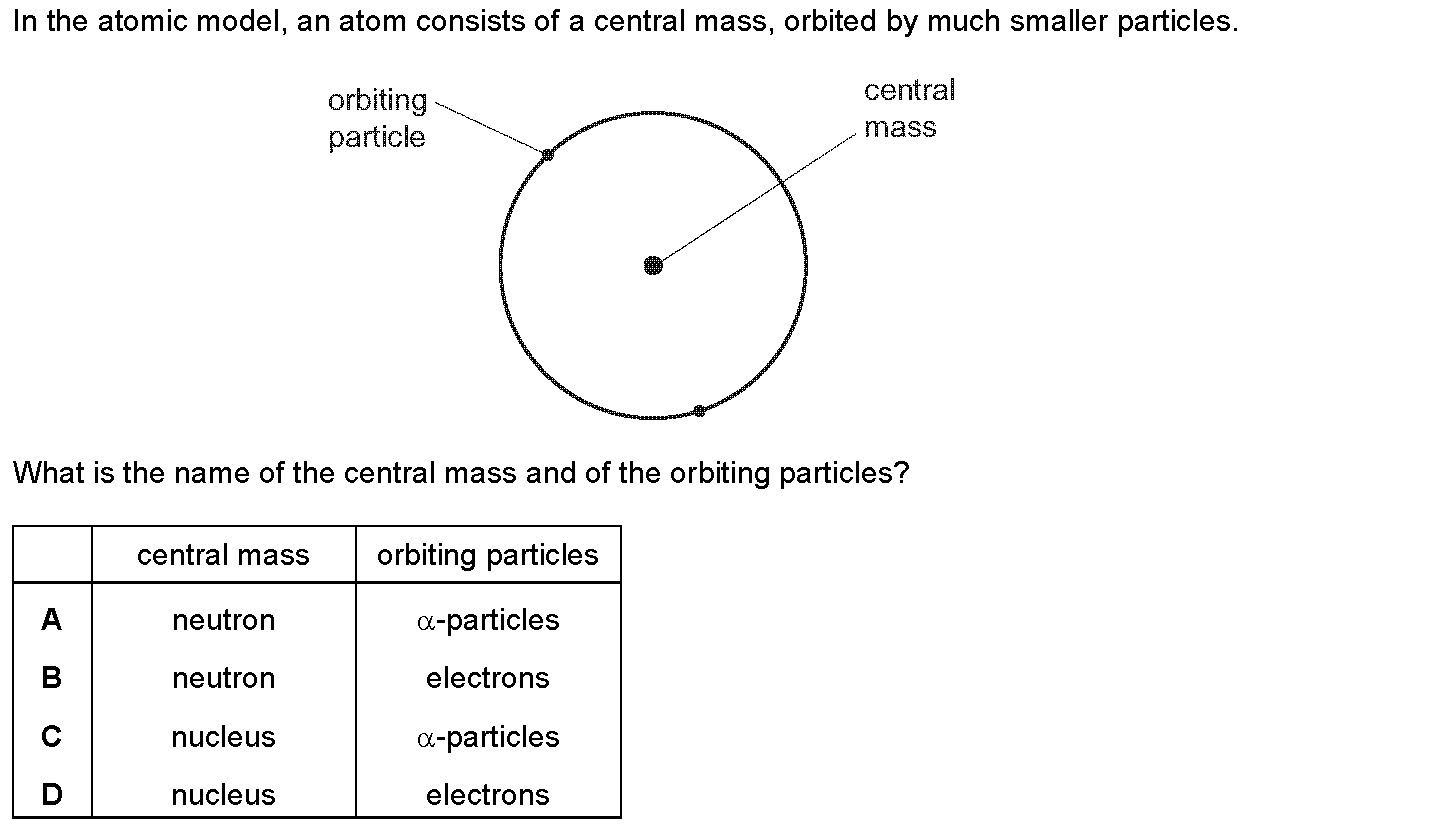 In the atomic model, an atom consists of a central mass, orbited by much smaller particles.
orbiting
particle
central
mass
What is the name of the central mass and of the orbiting particles?
central mass orbiting particles
A neutron α-particles
B neutron electrons
C nucleus α-particles
D nucleus electrons